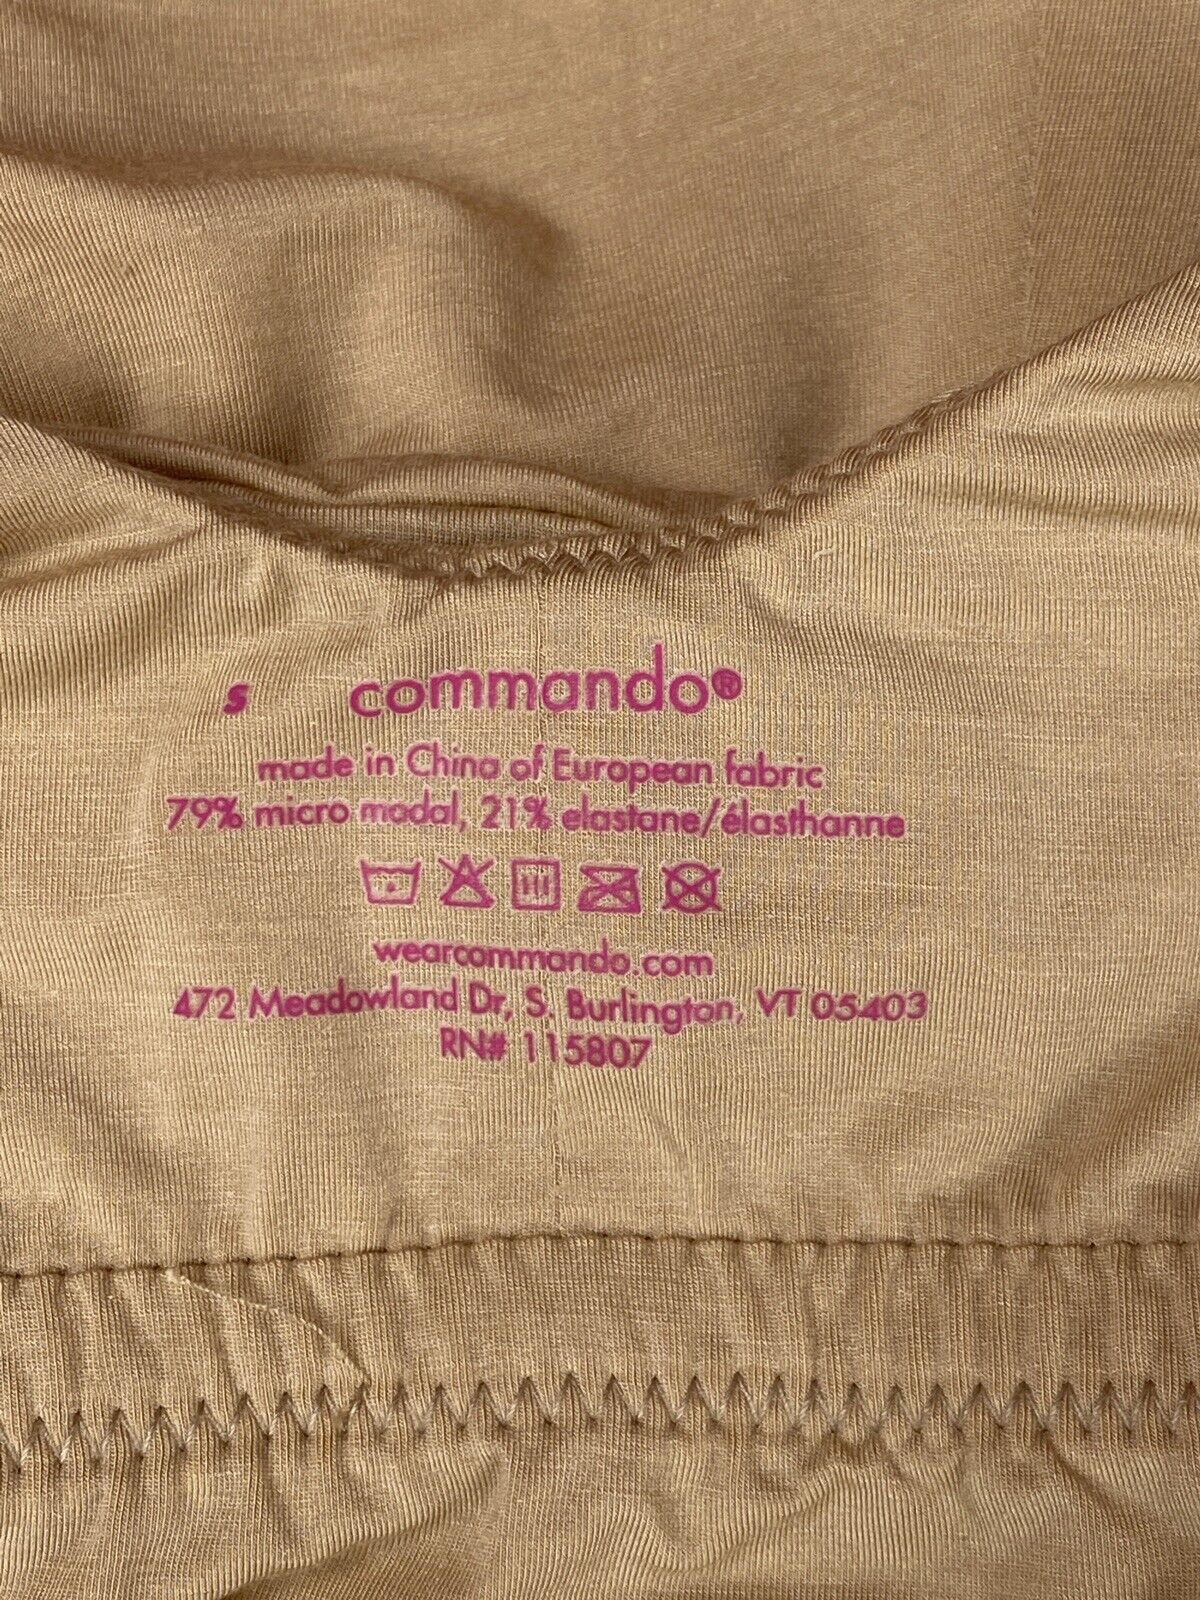 S commando®
made in China of European fabric
79% micro modal, 21% elastane/élasthanne
wearcommando.com
472 Meadowland Dr, S. Burlington, VT 05403
RN# 115807